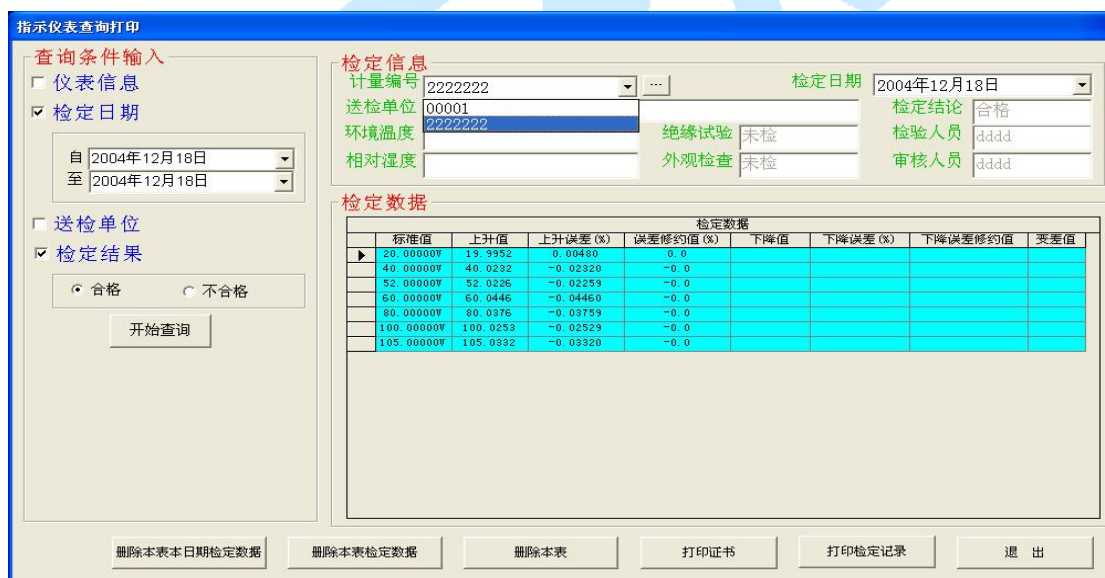 指示仪表查询打印
查询条件输入
仪表信息
检定日期
自 2004年12月18日
至 2004年12月18日
送检单位
检定结果
合格 不合格
开始查询
检定信息
计量编号 2222222 ... 检定日期 2004年12月18日
00001
2222222
送检单位 检定结论 合格
环境温度 绝缘试验 未检 检验人员 dddd
相对湿度 外观检查 未检 审核人员 dddd
检定数据
检定数据
标准值 上升值 上升误差(%) 误差修约值(%) 下降值 下降误差(%) 下降误差修约值 变差值
20.00000V 19.9952 0.00480 0.0
40.00000V 40.0232 -0.02320 -0.0
52.00000V 52.0226 -0.02259 -0.0
60.00000V 60.0446 -0.04460 -0.0
80.00000V 80.0376 -0.03759 -0.0
100.00000V 100.0253 -0.02529 -0.0
105.00000V 105.0332 -0.03320 -0.0
删除本表本日期检定数据 删除本表检定数据 删除本表 打印证书 打印检定记录 退 出